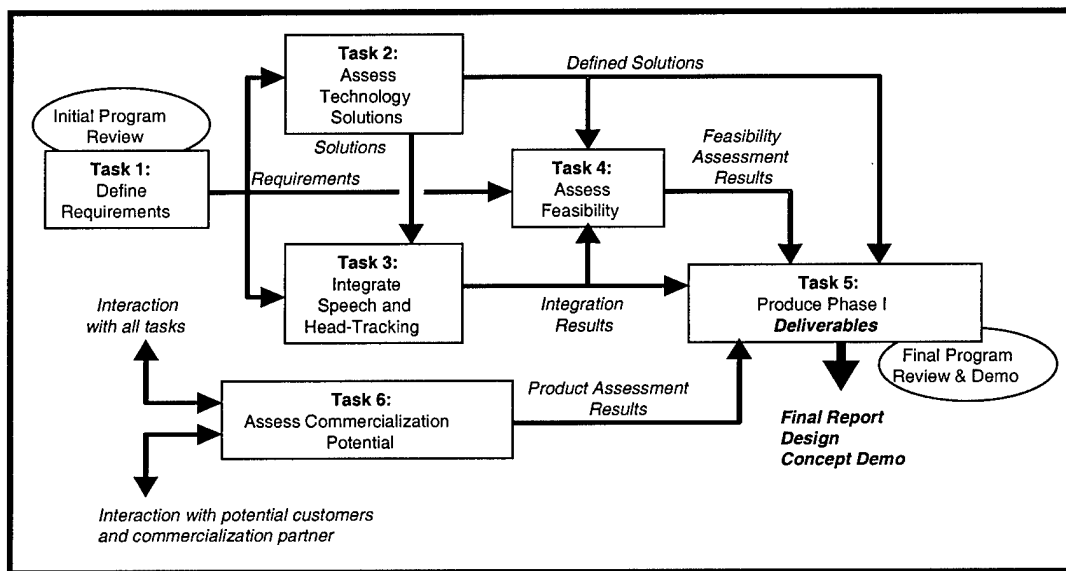 Task 2:
Assess
Technology
Solutions
Defined Solutions
Initial Program
Review
Solutions
Feasibility
Assessment
Results
Task 1:
Define
Requirements
Requirements
Task 4:
Assess
Feasibility
Task 3:
Integrate
Speech and
Head-Tracking
Integration
Results
Task 5:
Produce Phase I
Deliverables
Interaction
with all tasks
Final Program
Review & Demo
Task 6:
Assess Commercialization
Potential
Product Assessment
Results
Final Report
Design
Concept Demo
Interaction with potential customers
and commercialization partner